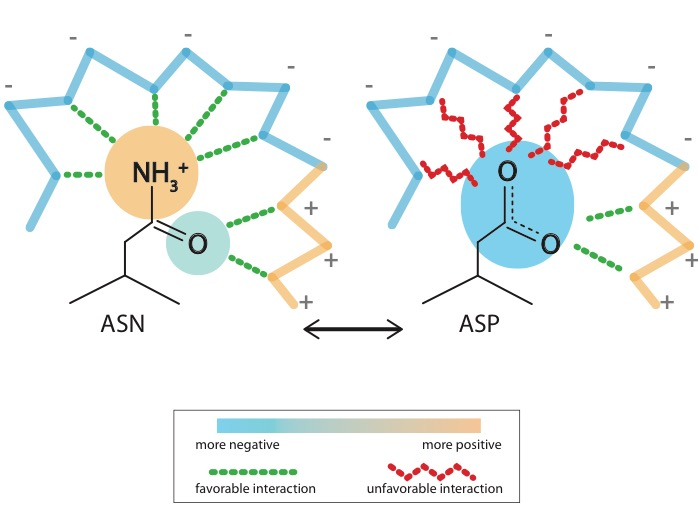 - - - -
- - - -
- -
NH3+ O
+ +
O O
+ +
+ +
ASN ASP
more negative more positive
favorable interaction unfavorable interaction